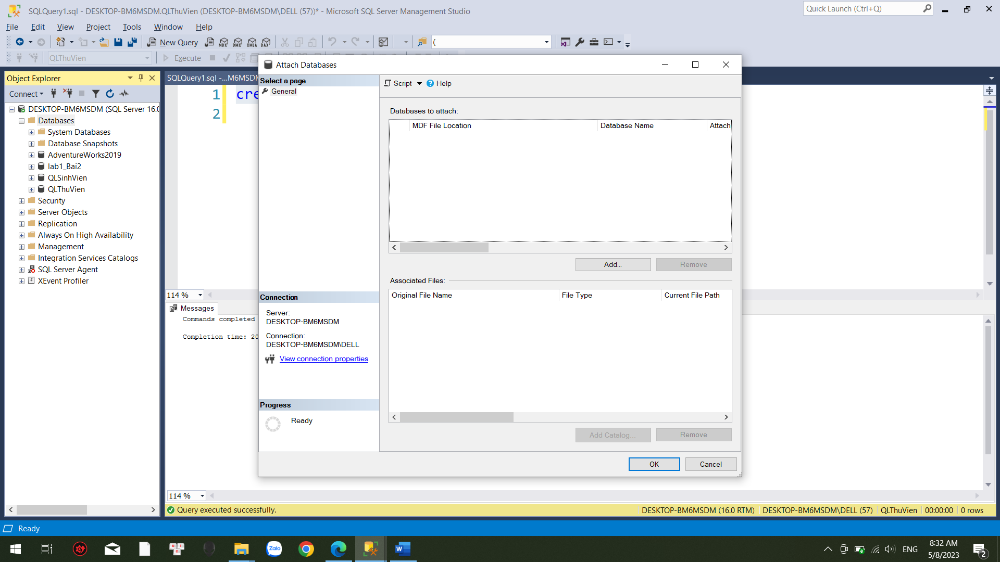 SQLQuery1.sql - DESKTOP-BM6MSDM.QLThuVien (DESKTOP-BM6MSDM\DELL (57))* - Microsoft SQL Server Management Studio
Quick Launch (Ctrl+Q)
File Edit View Project Tools Window Help
New Query
MDX DMX XMLA DAX
(
QLThuVien
Execute
Object Explorer
Connect
DESKTOP-BM6MSDM (SQL Server 16.0
Databases
System Databases
Database Snapshots
AdventureWorks2019
lab1_Bai2
QLSinhVien
QLThuVien
Security
Server Objects
Replication
Always On High Availability
Management
Integration Services Catalogs
SQL Server Agent
XEvent Profiler
SQLQuery1.sql -...M6MSDM
1 cre
2
114 %
Messages
Commands completed
Completion time: 20
114 %
Attach Databases
Select a page
General
Script Help
Databases to attach:
MDF File Location Database Name Attach
Add... Remove
Associated Files:
Original File Name File Type Current File Path
Add Catalog... Remove
Connection
Server:
DESKTOP-BM6MSDM
Connection:
DESKTOP-BM6MSDM\DELL
View connection properties
Progress
Ready
OK Cancel
Query executed successfully.
DESKTOP-BM6MSDM (16.0 RTM) DESKTOP-BM6MSDM\DELL (57) QLThuVien 00:00:00 0 rows
Ready
Zalo
ENG
8:32 AM
5/8/2023
2